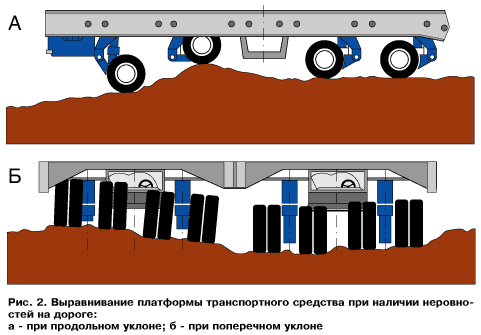 А
Б
Рис. 2. Выравнивание платформы транспортного средства при наличии неровно-
стей на дороге:
а - при продольном уклоне; б - при поперечном уклоне